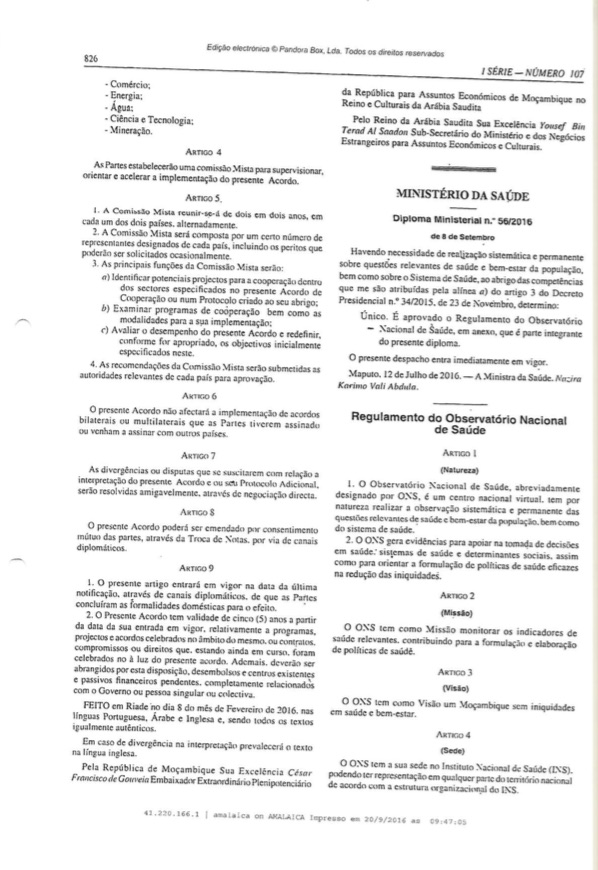 Edição electrónica © Pandora Box, Lda. Todos os direitos reservados
826
I SÉRIE — NÚMERO 107
- Comércio;
- Energia;
- Água;
- Ciência e Tecnologia;
- Mineração.
ARTIGO 4
As Partes estabelecerão uma comissão Mista para supervisionar,
orientar e acelerar a implementação do presente Acordo.
ARTIGO 5.
1. A Comissão Mista reunir-se-á de dois em dois anos, em
cada um dos dois países, alternadamente.
2. A Comissão Mista será composta por um certo número de
representantes designados de cada país, incluindo os peritos que
poderão ser solicitados ocasionalmente.
3. As principais funções da Comissão Mista serão:
a) Identificar potenciais projectos para a cooperação dentro
dos sectores especificados no presente Acordo de
Cooperação ou num Protocolo criado ao seu abrigo;
b) Examinar programas de cooperação bem como as
modalidades para a sua implementação;
c) Avaliar o desempenho do presente Acordo e redefinir,
conforme for apropriado, os objectivos inicialmente
especificados neste.
4. As recomendações da Comissão Mista serão submetidas as
autoridades relevantes de cada país para aprovação.
ARTIGO 6
O presente Acordo não afectará a implementação de acordos
bilaterais ou multilaterais que as Partes tiverem assinado
ou venham a assinar com outros países.
ARTIGO 7
As divergências ou disputas que se suscitarem com relação a
interpretação do presente Acordo e ou seu Protocolo Adicional,
serão resolvidas amigavelmente, através de negociação directa.
ARTIGO 8
O presente Acordo poderá ser emendado por consentimento
mútuo das partes, através da Troca de Notas, por via de canais
diplomáticos.
ARTIGO 9
1. O presente artigo entrará em vigor na data da última
notificação, através de canais diplomáticos, de que as Partes
concluíram as formalidades domésticas para o efeito.
2. O Presente Acordo tem validade de cinco (5) anos a partir
da data da sua entrada em vigor, relativamente a programas,
projectos e acordos celebrados no âmbito do mesmo, ou contratos,
compromissos ou direitos que, estando ainda em curso, foram
celebrados no à luz do presente acordo. Ademais, deverão ser
abrangidos por esta disposição, desembolsos e centros existentes
e passivos financeiros pendentes, completamente relacionados
com o Governo ou pessoa singular ou colectiva.
FEITO em Riade no dia 8 do mês de Fevereiro de 2016, nas
línguas Portuguesa, Árabe e Inglesa e, sendo todos os textos
igualmente autênticos.
Em caso de divergência na interpretação prevalecerá o texto
na língua inglesa.
Pela República de Moçambique Sua Excelência César
Francisco de Gouveia Embaixador Extraordinário Plenipotenciário
da República para Assuntos Económicos de Moçambique no
Reino e Culturais da Arábia Saudita
Pelo Reino da Arábia Saudita Sua Excelência Yousef Bin
Terad Al Saadon Sub-Secretário do Ministério e dos Negócios
Estrangeiros para Assuntos Económicos e Culturais.
MINISTÉRIO DA SAÚDE
Diploma Ministerial n.º 56/2016
de 8 de Setembro
Havendo necessidade de realização sistemática e permanente
sobre questões relevantes de saúde e bem-estar da população,
bem como sobre o Sistema de Saúde, ao abrigo das competências
que me são atribuídas pela alínea a) do artigo 3 do Decreto
Presidencial n.º 34/2015, de 23 de Novembro, determino:
Único. É aprovado o Regulamento do Observatório
— Nacional de Saúde, em anexo, que é parte integrante
do presente diploma.
O presente despacho entra imediatamente em vigor.
Maputo, 12 de Julho de 2016. — A Ministra da Saúde, Nazira
Karimo Vali Abdula.
Regulamento do Observatório Nacional
de Saúde
ARTIGO 1
(Natureza)
1. O Observatório Nacional de Saúde, abreviadamente
designado por ONS, é um centro nacional virtual, tem por
natureza realizar a observação sistemática e permanente das
questões relevantes de saúde e bem-estar da população, bem como
do sistema de saúde.
2. O ONS gera evidências para apoiar na tomada de decisões
em saúde, sistemas de saúde e determinantes sociais, assim
como para orientar a formulação de políticas de saúde eficazes
na redução das iniquidades.
ARTIGO 2
(Missão)
O ONS tem como Missão monitorar os indicadores de
saúde relevantes, contribuindo para a formulação e elaboração
de políticas de saúde.
ARTIGO 3
(Visão)
O ONS tem como Visão um Moçambique sem iniquidades
em saúde e bem-estar.
ARTIGO 4
(Sede)
O ONS tem a sua sede no Instituto Nacional de Saúde (INS),
podendo ter representação em qualquer parte do território nacional
de acordo com a estrutura organizacional do INS.
41.220.166.1 | amalaica on AMALAICA Impresso em 20/9/2016 as 09:47:05